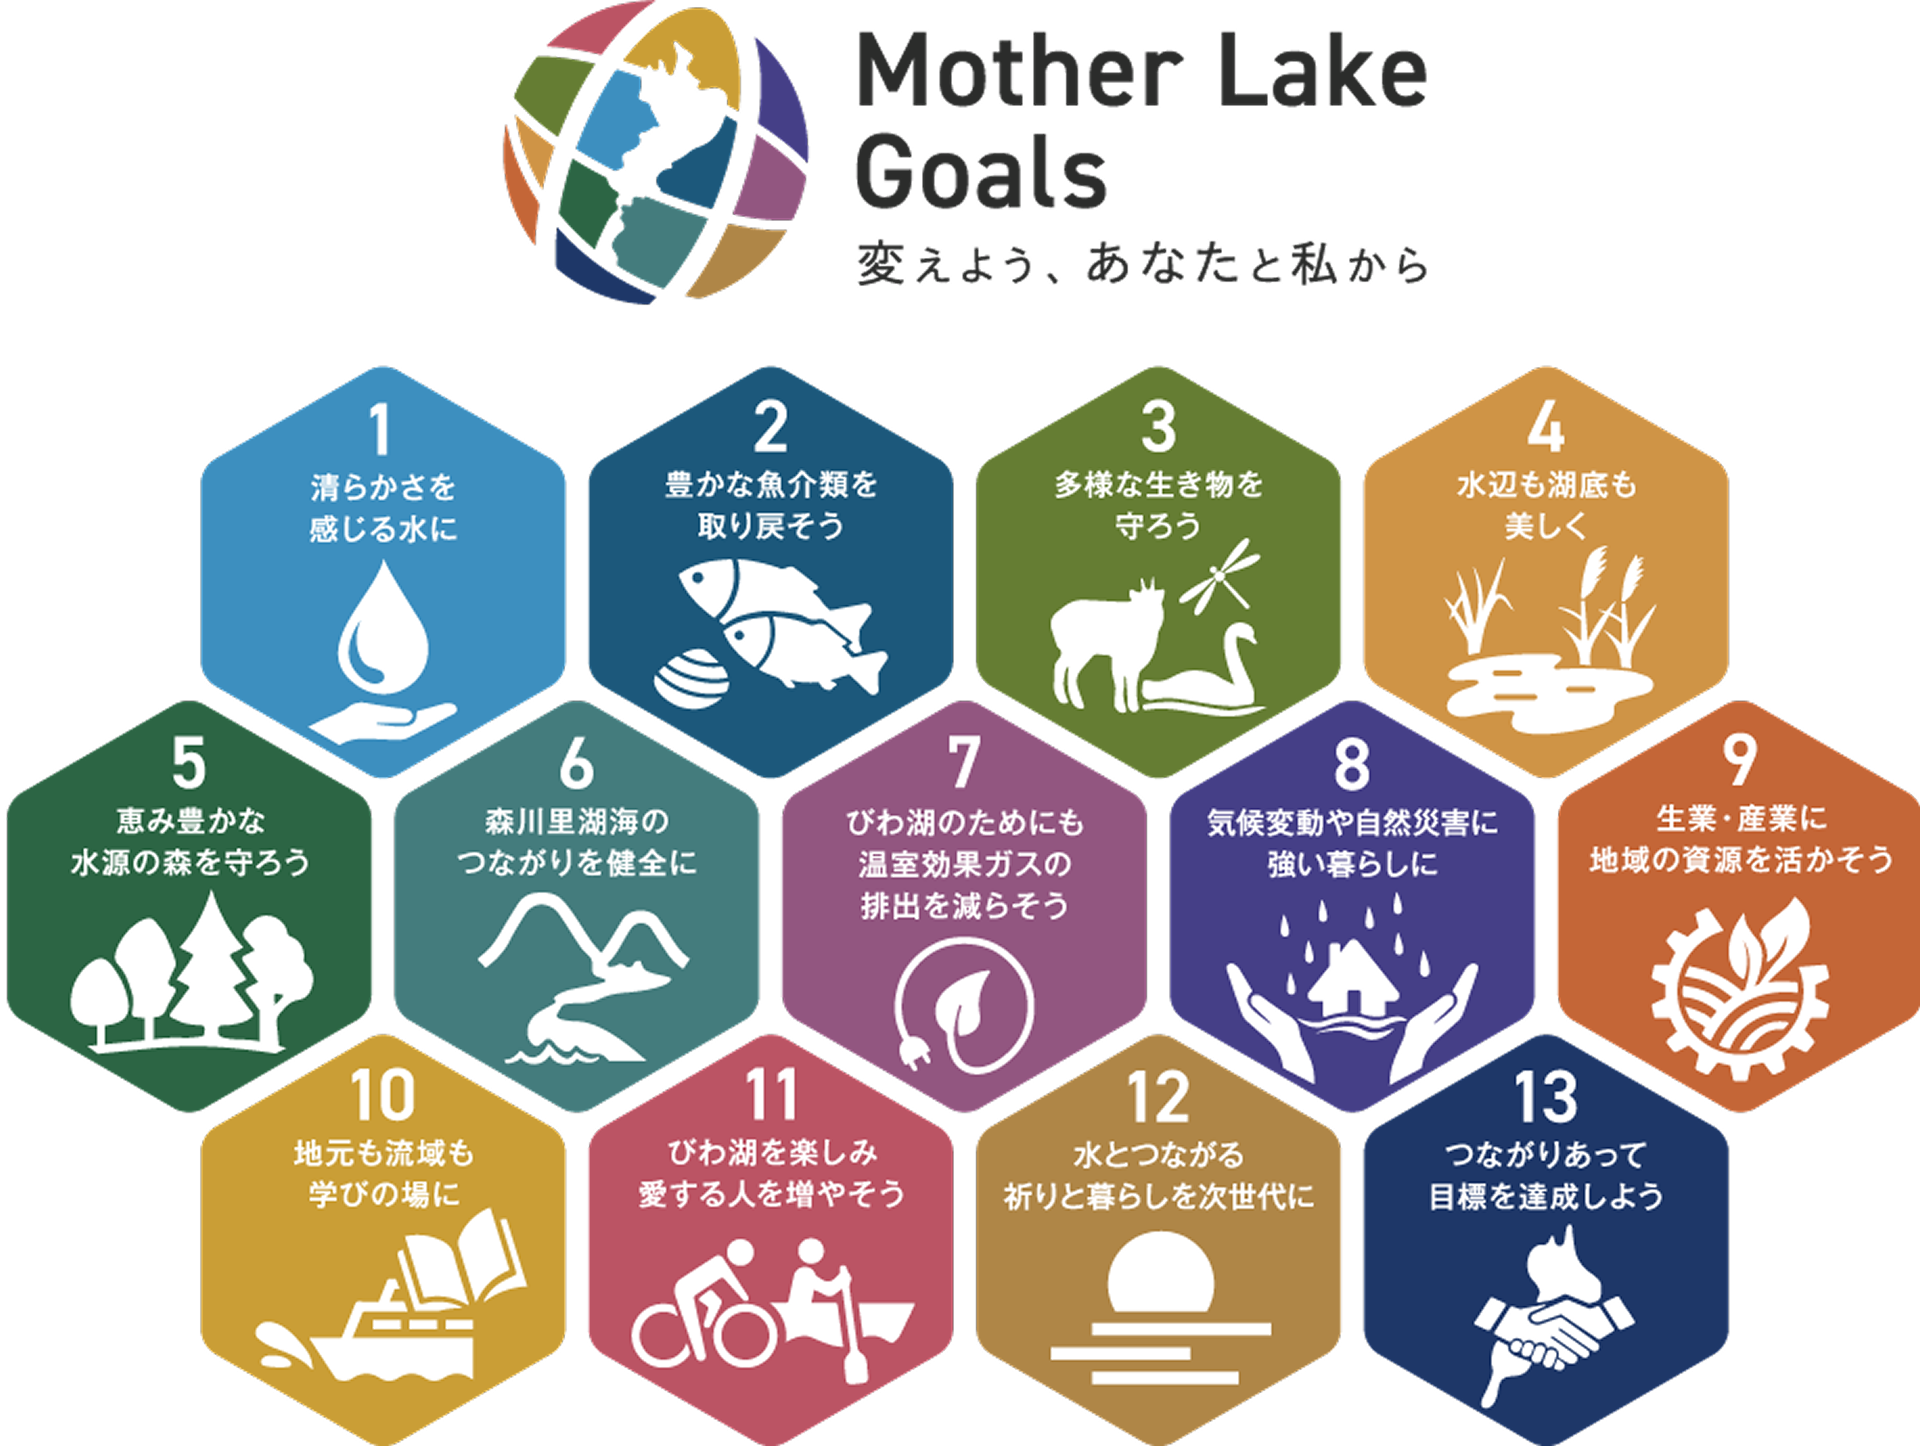 Mother Lake
Goals
変えよう、あなたと私から
1
清らかさを
感じる水に
2
豊かな魚介類を
取り戻そう
3
多様な生き物を
守ろう
4
水辺も湖底も
美しく
5
恵み豊かな
水源の森を守ろう
6
森川里湖海の
つながりを健全に
7
びわ湖のためにも
温室効果ガスの
排出を減らそう
8
気候変動や自然災害に
強い暮らしに
9
生業・産業に
地域の資源を活かそう
10
地元も流域も
学びの場に
11
びわ湖を楽しみ
愛する人を増やそう
12
水とつながる
祈りと暮らしを次世代に
13
つながりあって
目標を達成しよう